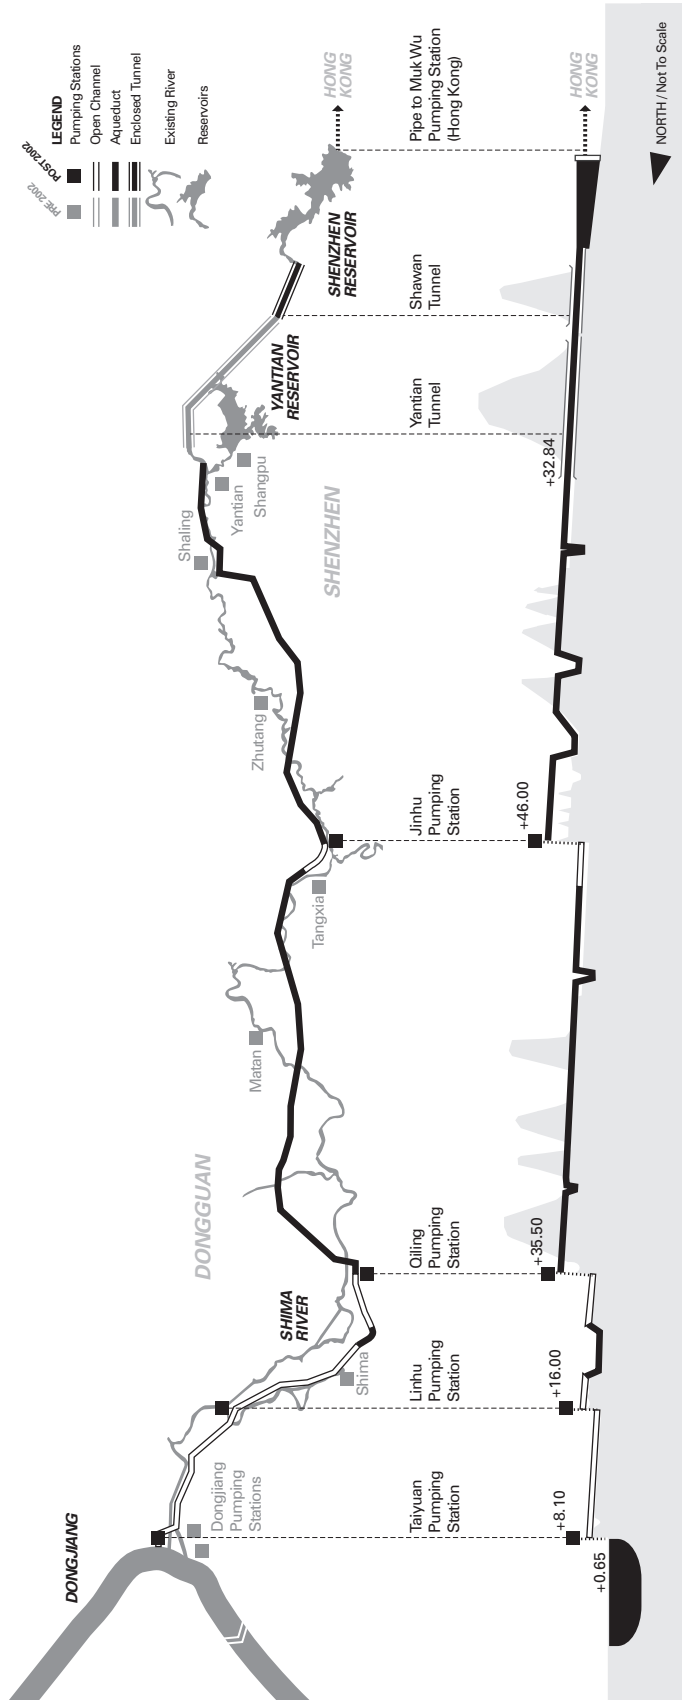 LEGEND
PRE 2002
POST 2002
Pumping Stations
Open Channel
Aqueduct
Enclosed Tunnel
Existing River
Reservoirs
DONGJIANG
Dongjiang
Pumping
Stations
SHIMA
RIVER
Shima
DONGGUAN
Matan
Tangxia
Zhutang
Shaling
Yantian
Shangpu
YANTIAN
RESERVOIR
SHENZHEN
SHENZHEN
RESERVOIR
HONG
KONG
Taiyuan
Pumping
Station
Linhu
Pumping
Station
Qiling
Pumping
Station
Jinhu
Pumping
Station
Yantian
Tunnel
Shawan
Tunnel
Pipe to Muk Wu
Pumping Station
(Hong Kong)
+0.65
+8.10
+16.00
+35.50
+46.00
+32.84
HONG
KONG
NORTH / Not To Scale